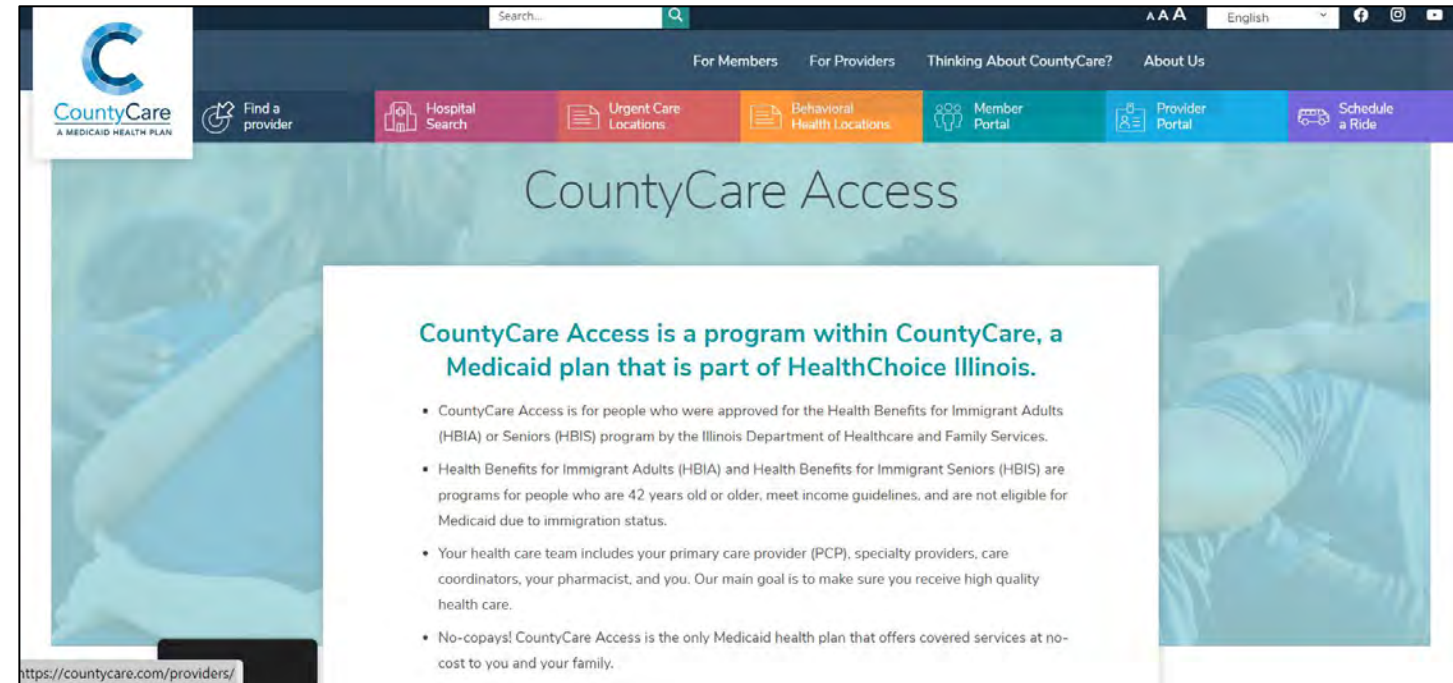 Search...
A A A
English
CountyCare
A MEDICAID HEALTH PLAN
For Members
For Providers
Thinking About CountyCare?
About Us
Find a
provider
Hospital
Search
Urgent Care
Locations
Behavioral
Health Locations
Member
Portal
Provider
Portal
Schedule
a Ride
CountyCare Access
CountyCare Access is a program within CountyCare, a
Medicaid plan that is part of HealthChoice Illinois.
• CountyCare Access is for people who were approved for the Health Benefits for Immigrant Adults
(HBIA) or Seniors (HBIS) program by the Illinois Department of Healthcare and Family Services.
• Health Benefits for Immigrant Adults (HBIA) and Health Benefits for Immigrant Seniors (HBIS) are
programs for people who are 42 years old or older, meet income guidelines, and are not eligible for
Medicaid due to immigration status.
• Your health care team includes your primary care provider (PCP), specialty providers, care
coordinators, your pharmacist, and you. Our main goal is to make sure you receive high quality
health care.
• No-copays! CountyCare Access is the only Medicaid health plan that offers covered services at no-
cost to you and your family.
https://countycare.com/providers/